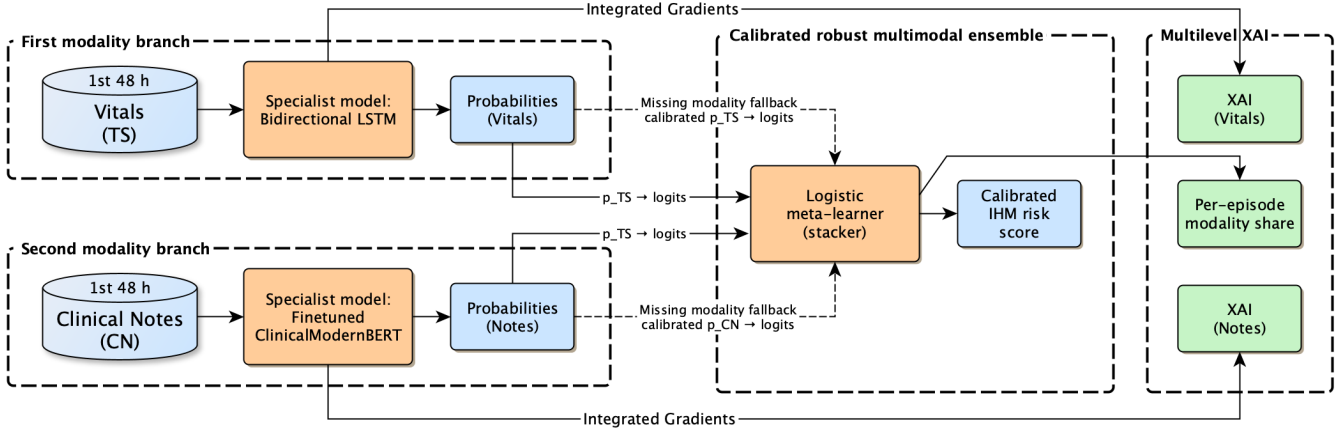 Integrated Gradients
First modality branch
1st 48 h
Vitals
(TS)
Specialist model:
Bidirectional LSTM
Probabilities
(Vitals)
Missing modality fallback
calibrated p_TS → logits
p_TS → logits
Second modality branch
1st 48 h
Clinical Notes
(CN)
Specialist model:
Finetuned
ClinicalModernBERT
Probabilities
(Notes)
p_TS → logits
Missing modality fallback
calibrated p_CN → logits
Integrated Gradients
Calibrated robust multimodal ensemble
Logistic
meta-learner
(stacker)
Calibrated
IHM risk
score
Multilevel XAI
XAI
(Vitals)
Per-episode
modality share
XAI
(Notes)